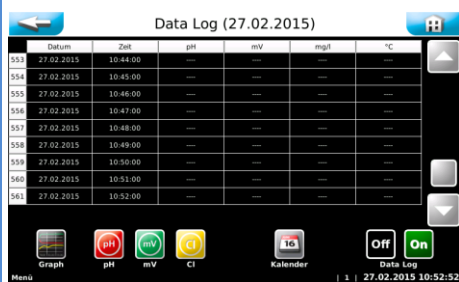 Data Log (27.02.2015)
Datum Zeit pH mV mg/l °C
553 27.02.2015 10:44:00 ---- ---- ---- ----
554 27.02.2015 10:45:00 ---- ---- ---- ----
555 27.02.2015 10:46:00 ---- ---- ---- ----
556 27.02.2015 10:47:00 ---- ---- ---- ----
557 27.02.2015 10:48:00 ---- ---- ---- ----
558 27.02.2015 10:49:00 ---- ---- ---- ----
559 27.02.2015 10:50:00 ---- ---- ---- ----
560 27.02.2015 10:51:00 ---- ---- ---- ----
561 27.02.2015 10:52:00 ---- ---- ---- ----
pH mV Cl 16 Off On
Graph pH mV Cl Kalender Data Log
Menü | 1 | 27.02.2015 10:52:52